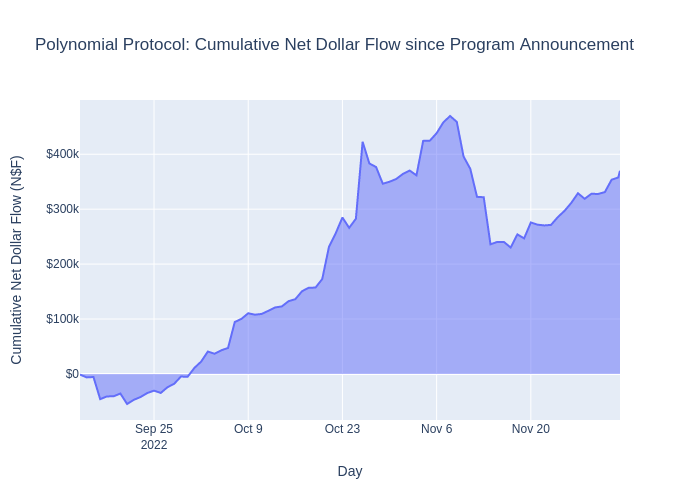 Polynomial Protocol: Cumulative Net Dollar Flow since Program Announcement
Cumulative Net Dollar Flow (N$F)
$400k
$300k
$200k
$100k
$0
Sep 25
2022
Oct 9
Oct 23
Nov 6
Nov 20
Day